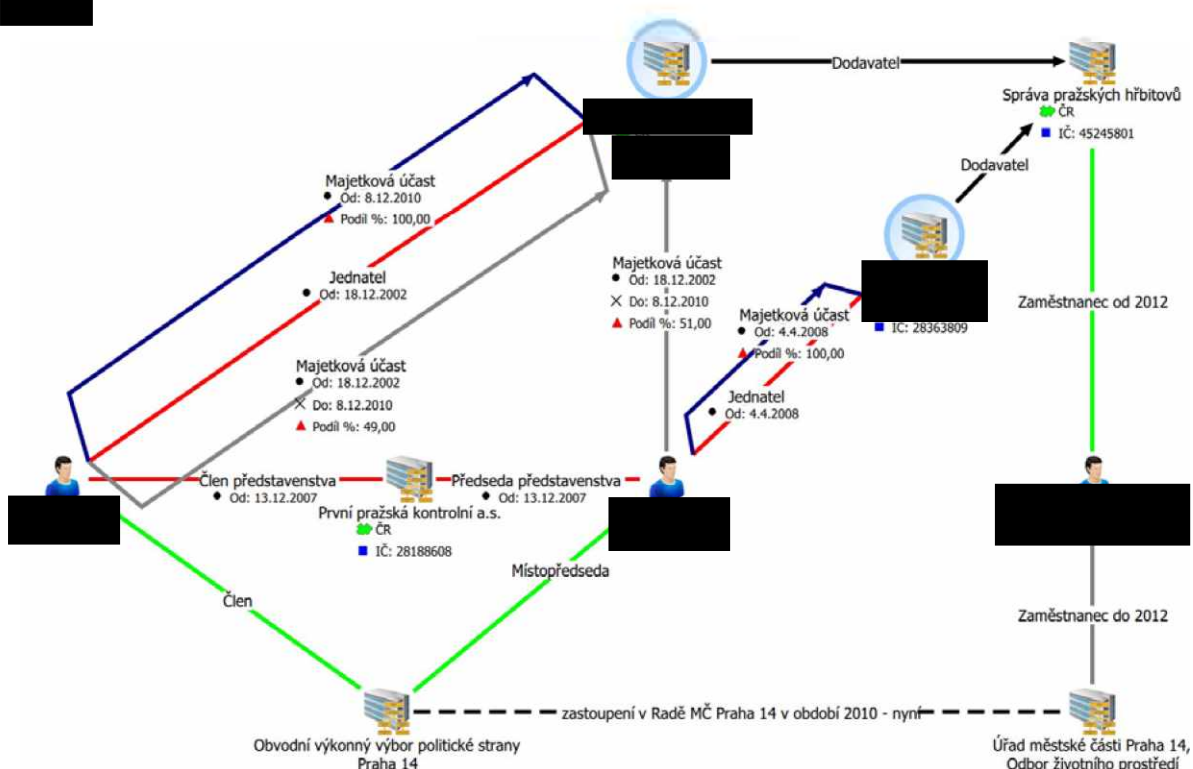 Dodavatel
Správa pražských hřbitovů
ČR
IČ: 45245801
Dodavatel
Majetková účast
Od: 8.12.2010
Podíl %: 100,00
Jednatel
Od: 18.12.2002
Majetková účast
Od: 18.12.2002
Do: 8.12.2010
Podíl %: 51,00
Majetková účast
Od: 4.4.2008
Podíl %: 100,00
IČ: 28363809
Zaměstnanec od 2012
Majetková účast
Od: 18.12.2002
Do: 8.12.2010
Podíl %: 49,00
Jednatel
Od: 4.4.2008
Člen představenstva
Od: 13.12.2007
Předseda představenstva
Od: 13.12.2007
První pražská kontrolní a.s.
ČR
IČ: 28188608
Místopředseda
Člen
Zaměstnanec do 2012
zastoupení v Radě MČ Praha 14 v období 2010 - nyní
Obvodní výkonný výbor politické strany
Praha 14
Úřad městské části Praha 14,
Odbor životního prostředí